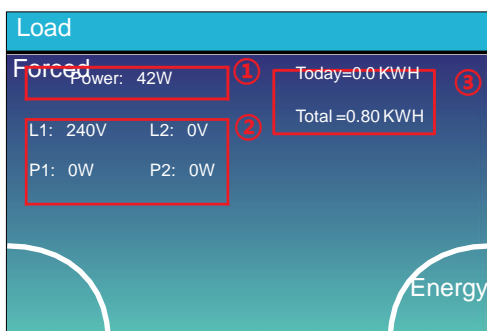 Load
Forced
Power: 42W
①
Today=0.0 KWH
③
Total =0.80 KWH
L1: 240V L2: 0V
②
P1: 0W P2: 0W
Energy